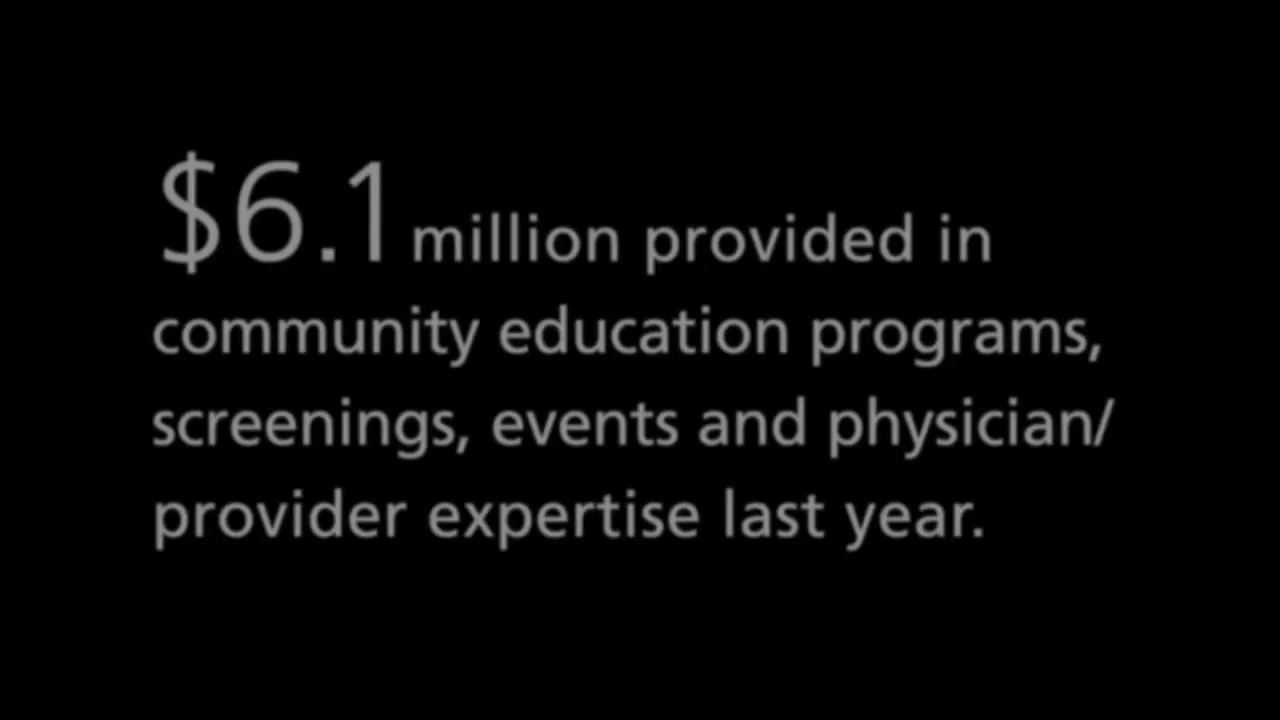 $6.1 million provided in
community education programs,
screenings, events and physician/
provider expertise last year.